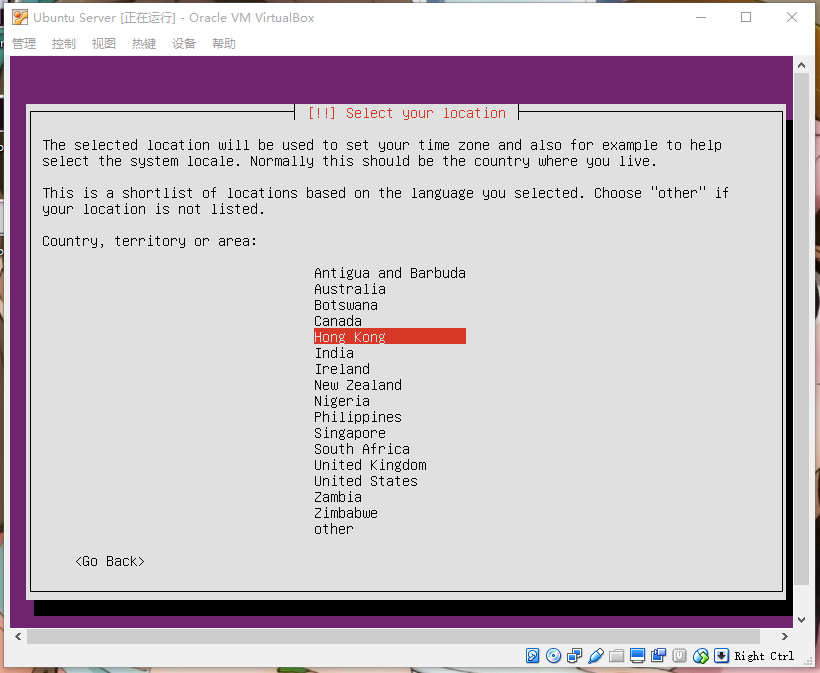 Ubuntu Server [正在运行] - Oracle VM VirtualBox
管理 控制 视图 热键 设备 帮助
[!!] Select your location
The selected location will be used to set your time zone and also for example to help
select the system locale. Normally this should be the country where you live.
This is a shortlist of locations based on the language you selected. Choose "other" if
your location is not listed.
Country, territory or area:
Antigua and Barbuda
Australia
Botswana
Canada
Hong Kong
India
Ireland
New Zealand
Nigeria
Philippines
Singapore
South Africa
United Kingdom
United States
Zambia
Zimbabwe
other
<Go Back>
Right Ctrl